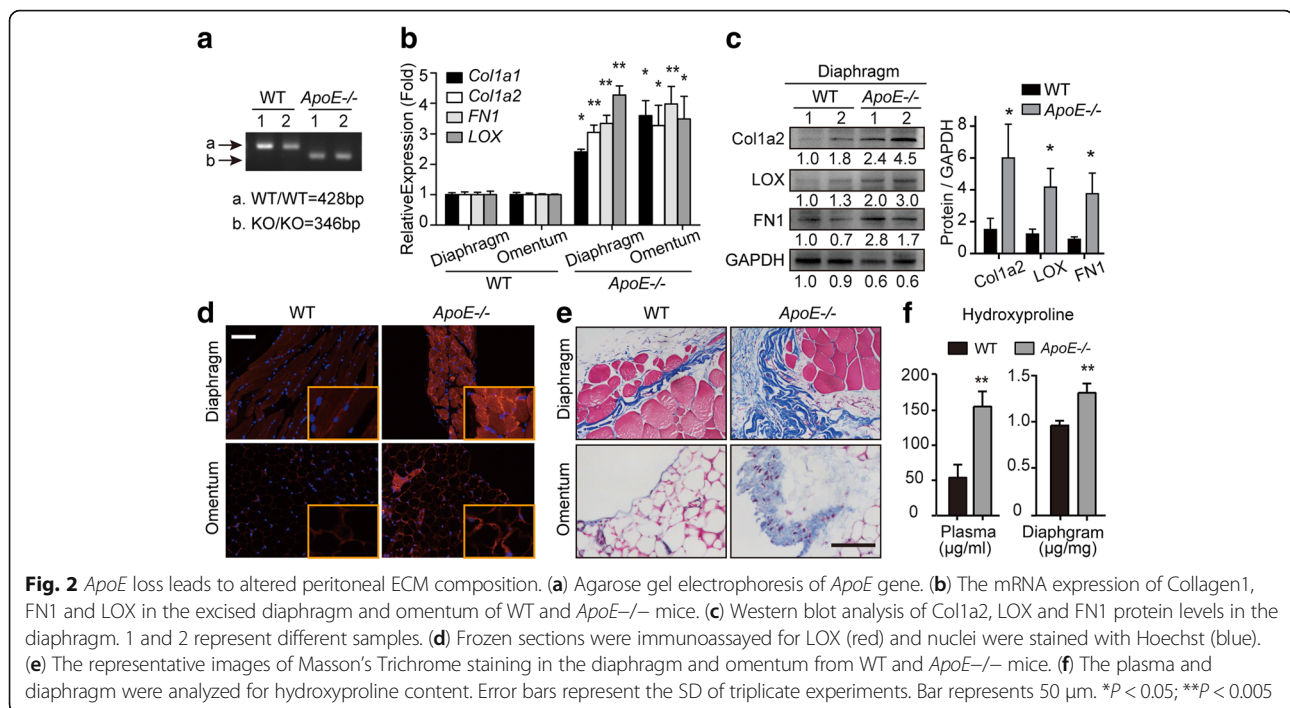 a
WT ApoE-/-
1 2 1 2
a
b
a. WT/WT=428bp
b. KO/KO=346bp
b
RelativeExpression (Fold)
5
4
3
2
1
0
Col1a1
Col1a2
FN1
LOX
* ** ** ** * * ** *
Diaphragm Omentum Diaphragm Omentum
WT ApoE-/-
c
Diaphragm
WT ApoE-/-
1 2 1 2
Col1a2
1.0 1.8 2.4 4.5
LOX
1.0 1.3 2.0 3.0
FN1
1.0 0.7 2.8 1.7
GAPDH
1.0 0.9 0.6 0.6
WT
ApoE-/-
Protein / GAPDH
8
6
4
2
0
* * *
Col1a2 LOX FN1
d
WT ApoE-/-
Diaphragm
Omentum
e
WT ApoE-/-
Diaphragm
Omentum
f
Hydroxyproline
WT
ApoE-/-
200
150
100
50
0
**
Plasma
(μg/ml)
1.5
1.0
0.5
0.0
**
Diaphgram
(μg/mg)
Fig. 2 ApoE loss leads to altered peritoneal ECM composition. (a) Agarose gel electrophoresis of ApoE gene. (b) The mRNA expression of Collagen1,
FN1 and LOX in the excised diaphragm and omentum of WT and ApoE−/− mice. (c) Western blot analysis of Col1a2, LOX and FN1 protein levels in the
diaphragm. 1 and 2 represent different samples. (d) Frozen sections were immunoassayed for LOX (red) and nuclei were stained with Hoechst (blue).
(e) The representative images of Masson's Trichrome staining in the diaphragm and omentum from WT and ApoE−/− mice. (f) The plasma and
diaphragm were analyzed for hydroxyproline content. Error bars represent the SD of triplicate experiments. Bar represents 50 μm. *P < 0.05; **P < 0.005